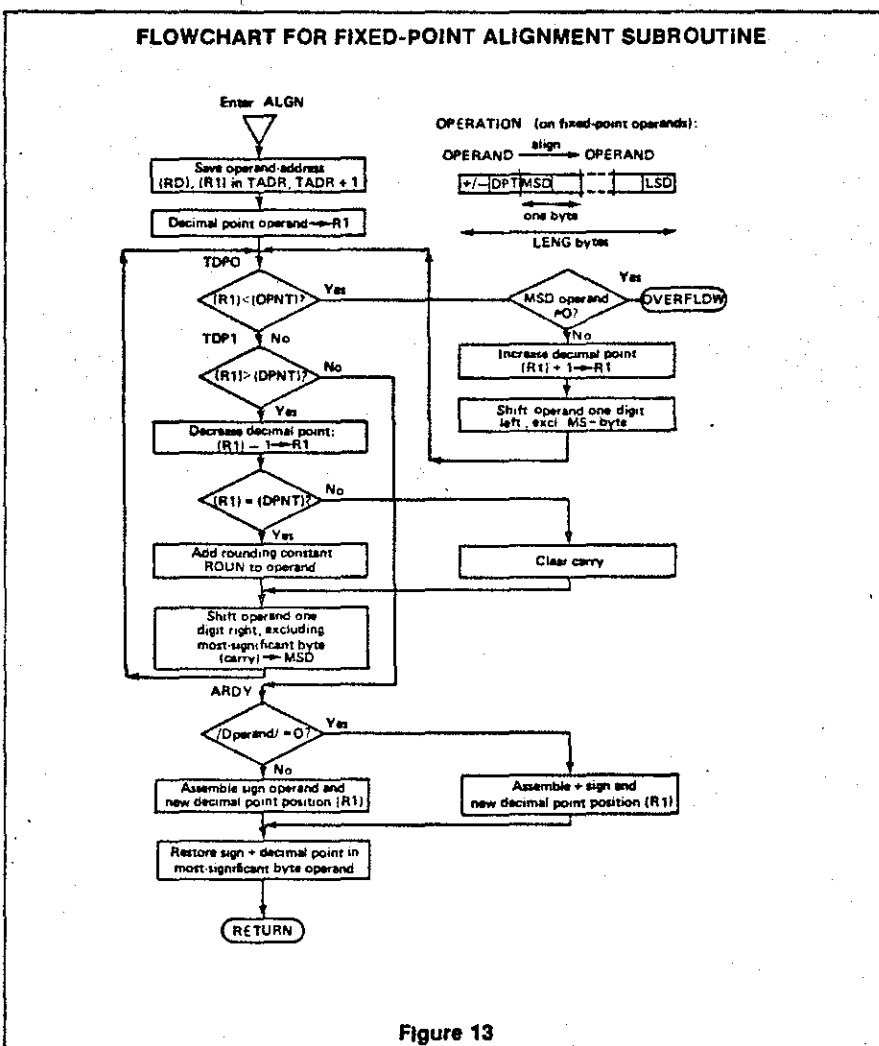 FLOWCHART FOR FIXED-POINT ALIGNMENT SUBROUTINE
Enter ALGN
Save operand-address
(RD), (R1) in TADR, TADR + 1
Decimal point operand→R1
TDP0
(R1)<(DPNT)?
Yes
No
TDP1
(R1)>(DPNT)?
No
Yes
Decrease decimal point:
(R1) – 1→R1
(R1) = (DPNT)?
No
Yes
Add rounding constant
ROUN to operand
Clear carry
Shift operand one
digit right, excluding
most-significant byte
(carry)→MSD
ARDY
/Operand/ = O?
Yes
No
Assemble sign operand and
new decimal point position (R1)
Assemble + sign and
new decimal point position (R1)
Restore sign + decimal point in
most-significant byte operand
RETURN
OPERATION (on fixed-point operands):
align
OPERAND → OPERAND
+/– DPT MSD LSD
one byte
LENG bytes
MSD operand
≠O?
Yes
OVERFLOW
No
Increase decimal point
(R1) + 1→R1
Shift operand one digit
left, excl MS – byte
Figure 13